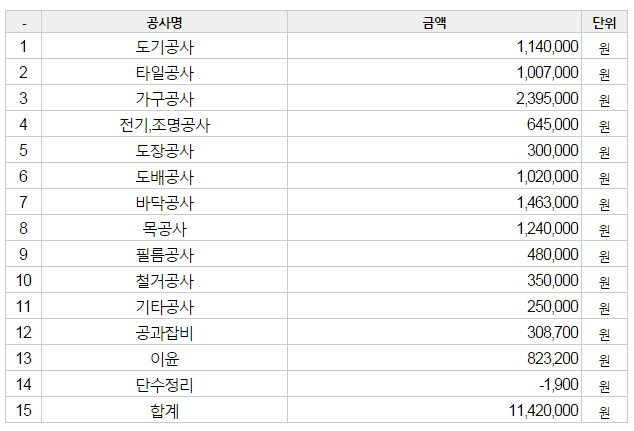 - 공사명 금액 단위
1 도기공사 1,140,000 원
2 타일공사 1,007,000 원
3 가구공사 2,395,000 원
4 전기,조명공사 645,000 원
5 도장공사 300,000 원
6 도배공사 1,020,000 원
7 바닥공사 1,463,000 원
8 목공사 1,240,000 원
9 필름공사 480,000 원
10 철거공사 350,000 원
11 기타공사 250,000 원
12 공과잡비 308,700 원
13 이윤 823,200 원
14 단수정리 -1,900 원
15 합계 11,420,000 원